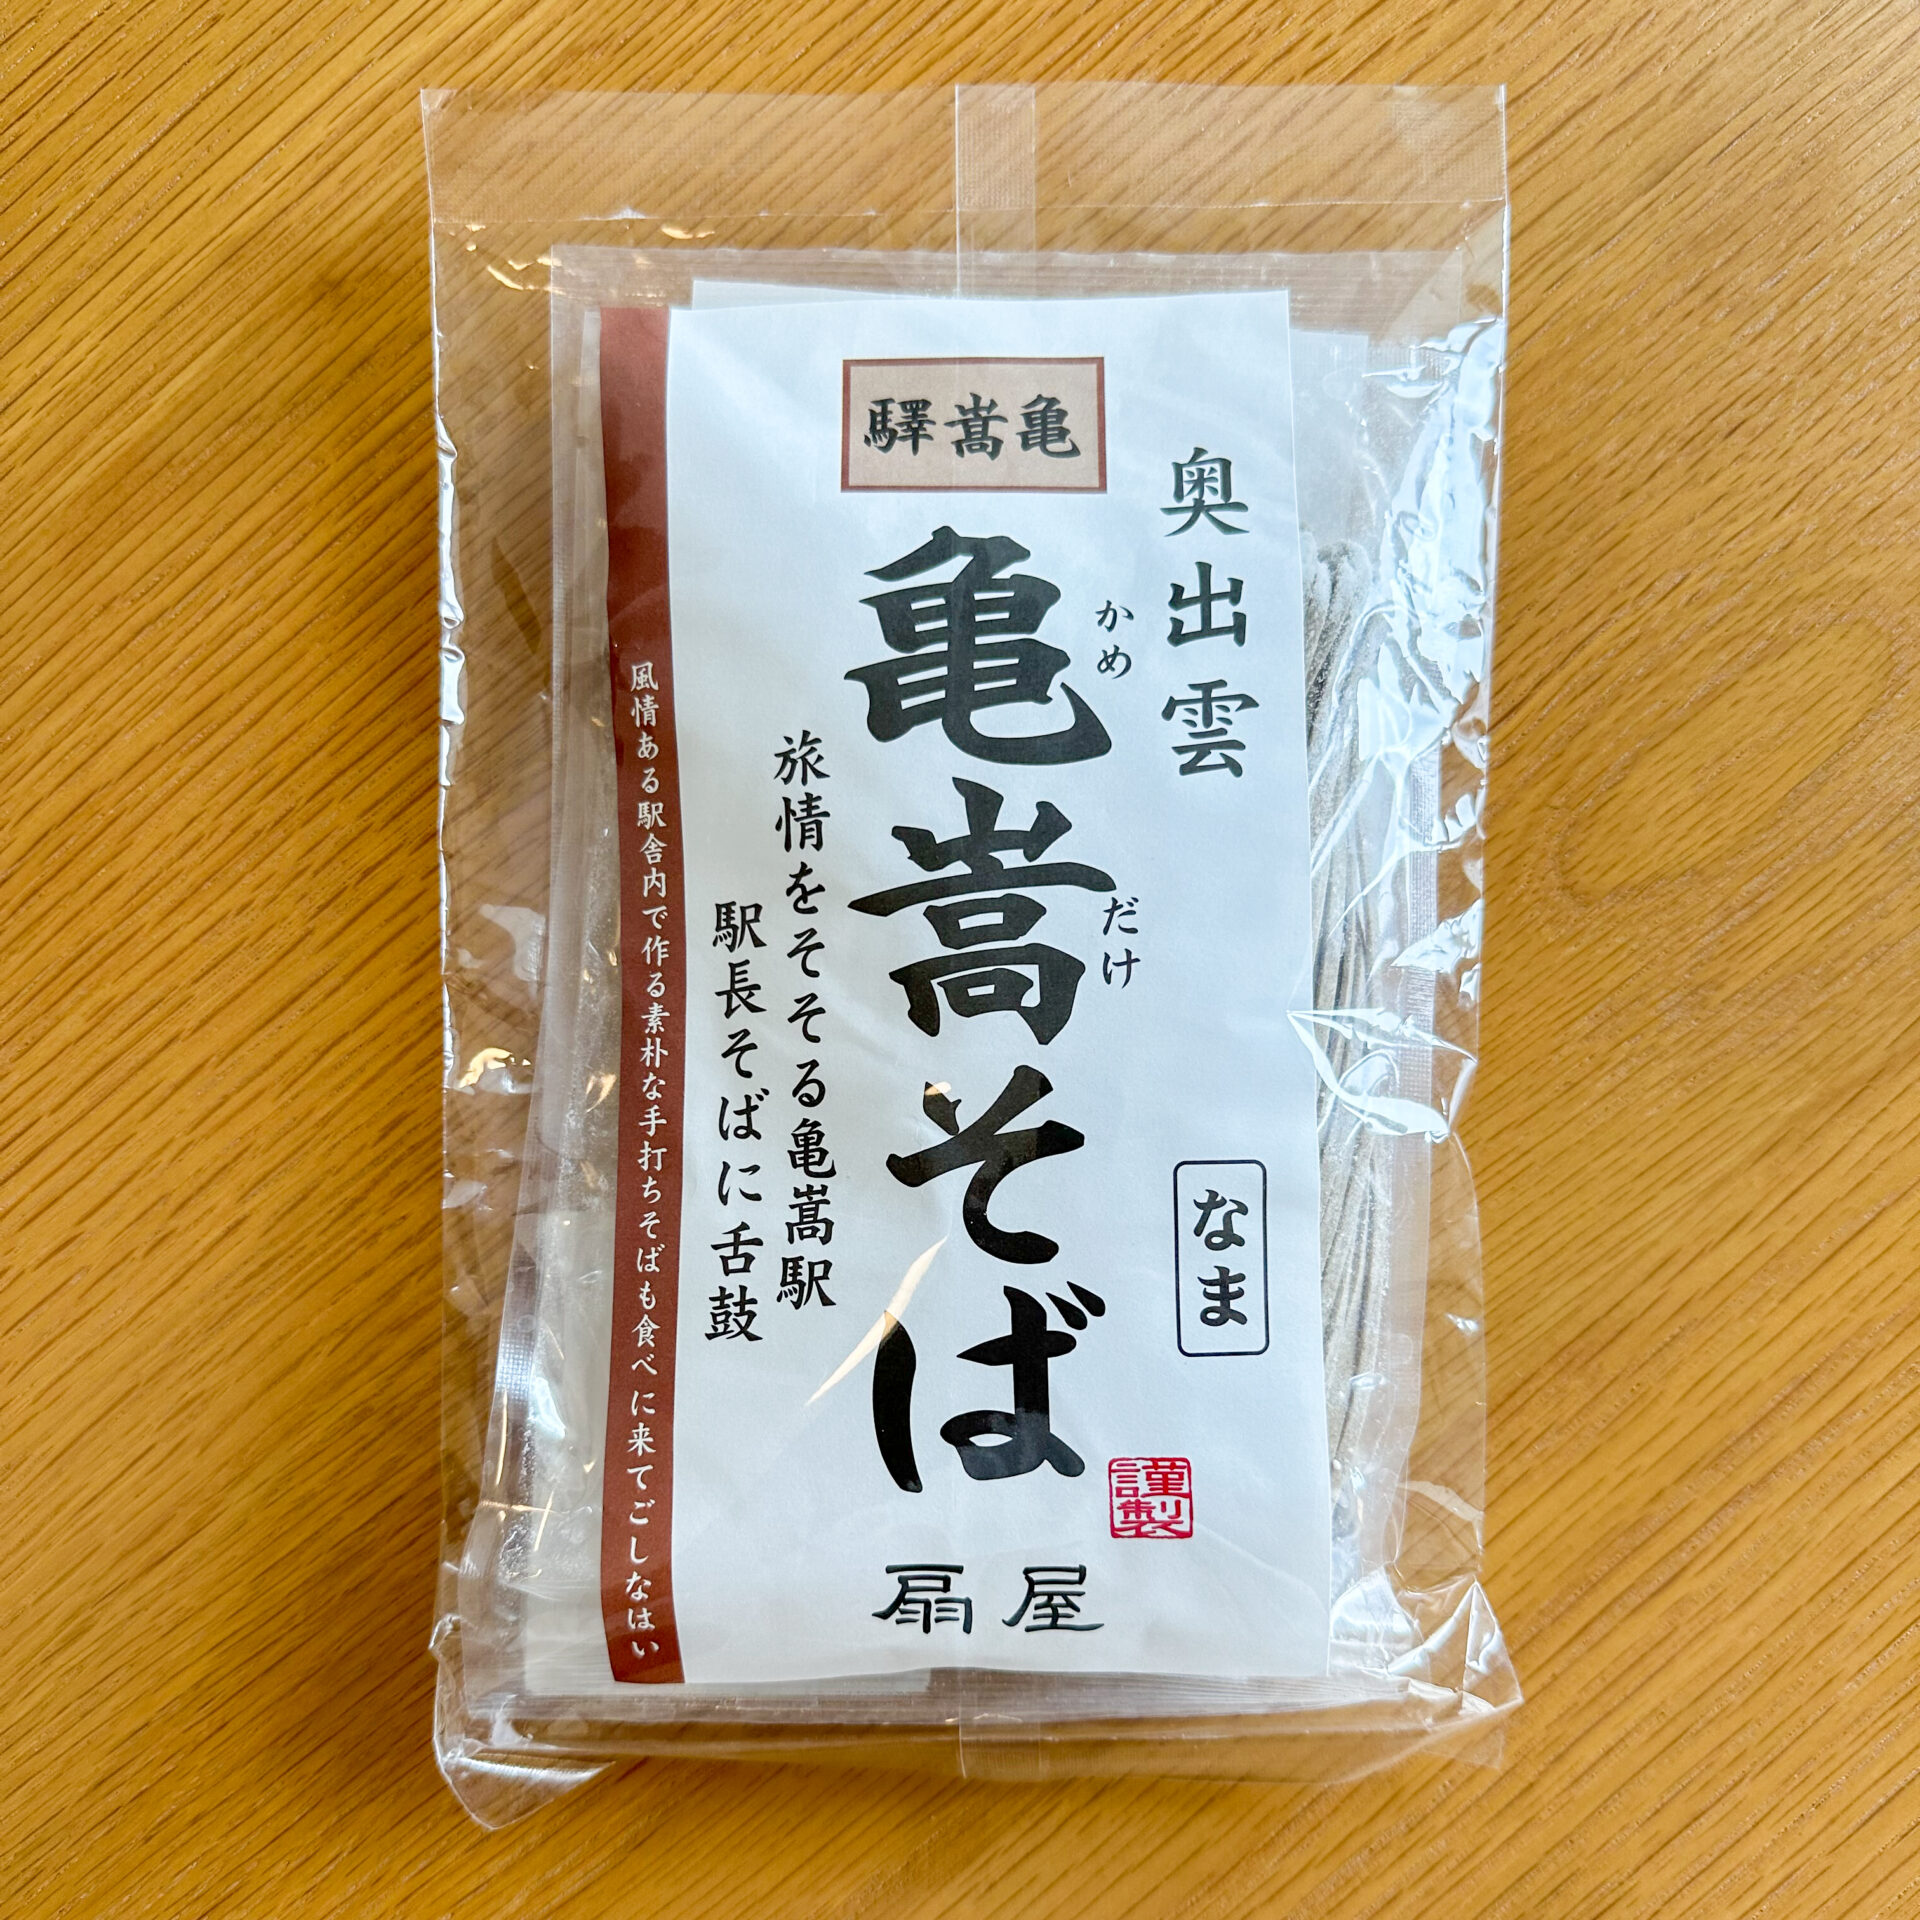 驛嵩亀
奥出雲
なま
かめ
だけ
亀嵩そば
謹製
旅情をそそる亀嵩駅
駅長そばに舌鼓
扇屋
風情ある駅舎内で作る素朴な手打ちそばも食べに来てごしなはい